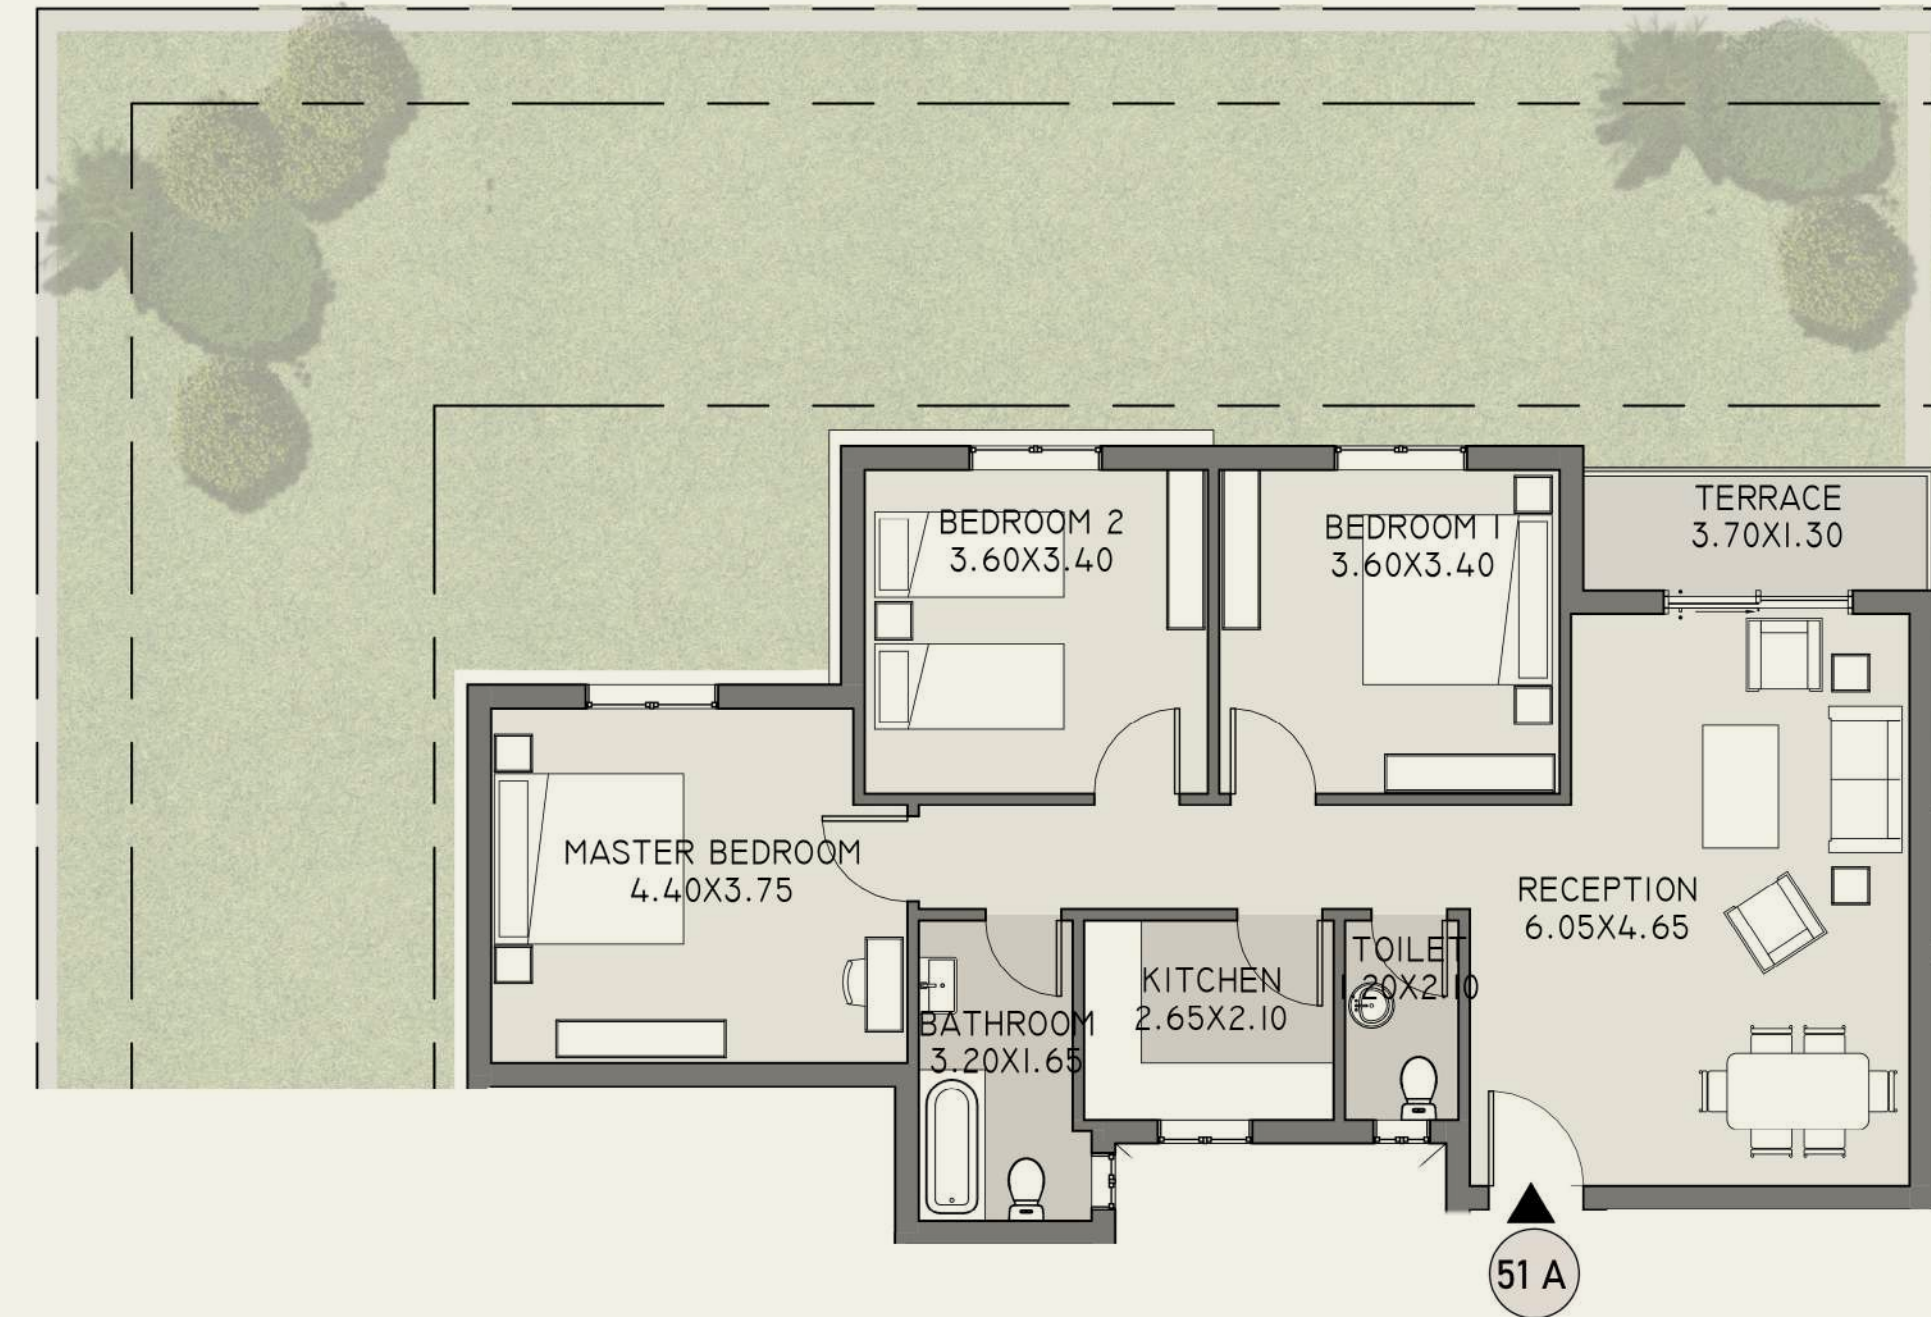 TERRACE
3.70X1.30
BEDROOM 2
3.60X3.40
BEDROOM 1
3.60X3.40
MASTER BEDROOM
4.40X3.75
RECEPTION
6.05X4.65
TOILET
1.20X2.10
KITCHEN
2.65X2.10
BATHROOM
3.20X1.65
51 A